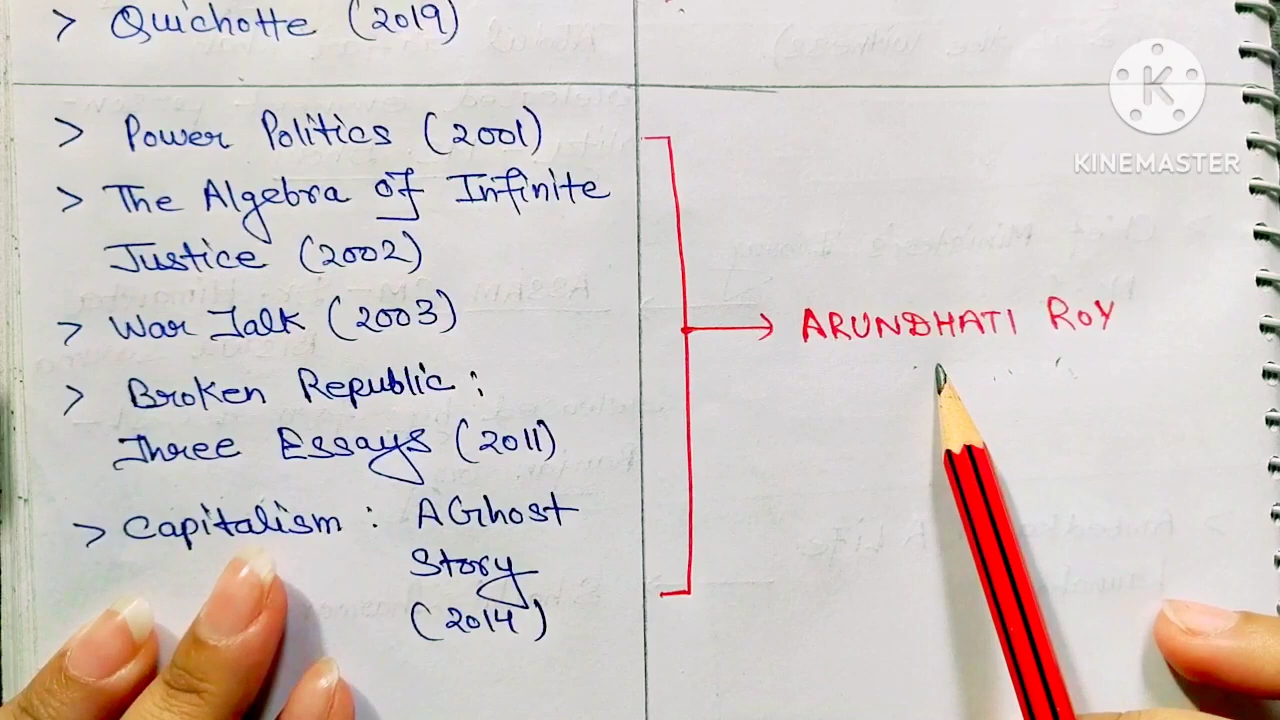 > Quichotte (2019)
> Power Politics (2001)
> The Algebra of Infinite
Justice (2002)
> War Talk (2003)
> Broken Republic :
Three Essays (2011)
> Capitalism : A Ghost
Story
(2014)
ARUNDHATI ROY
K
KINEMASTER